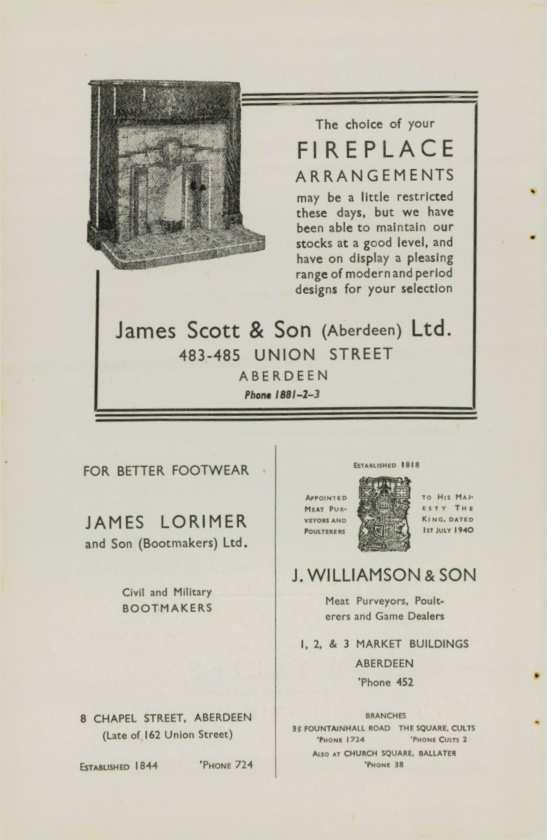 The choice of your
FIREPLACE
ARRANGEMENTS
may be a little restricted
these days, but we have
been able to maintain our
stocks at a good level, and
have on display a pleasing
range of modern and period
designs for your selection
James Scott & Son (Aberdeen) Ltd.
483-485 UNION STREET
ABERDEEN
Phone 1881-2-3
FOR BETTER FOOTWEAR
JAMES LORIMER
and Son (Bootmakers) Ltd.
Civil and Military
BOOTMAKERS
8 CHAPEL STREET, ABERDEEN
(Late of 162 Union Street)
ESTABLISHED 1844 'PHONE 724
ESTABLISHED 1818
APPOINTED
MEAT PUR-
VEYORS AND
POULTERERS
TO HIS MAJ-
ESTY THE
KING, DATED
1ST JULY 1940
J. WILLIAMSON & SON
Meat Purveyors, Poult-
erers and Game Dealers
1, 2, & 3 MARKET BUILDINGS
ABERDEEN
'Phone 452
BRANCHES
35 FOUNTAINHALL ROAD THE SQUARE, CULTS
'PHONE 1724 'PHONE CULTS 2
ALSO AT CHURCH SQUARE, BALLATER
'PHONE 38